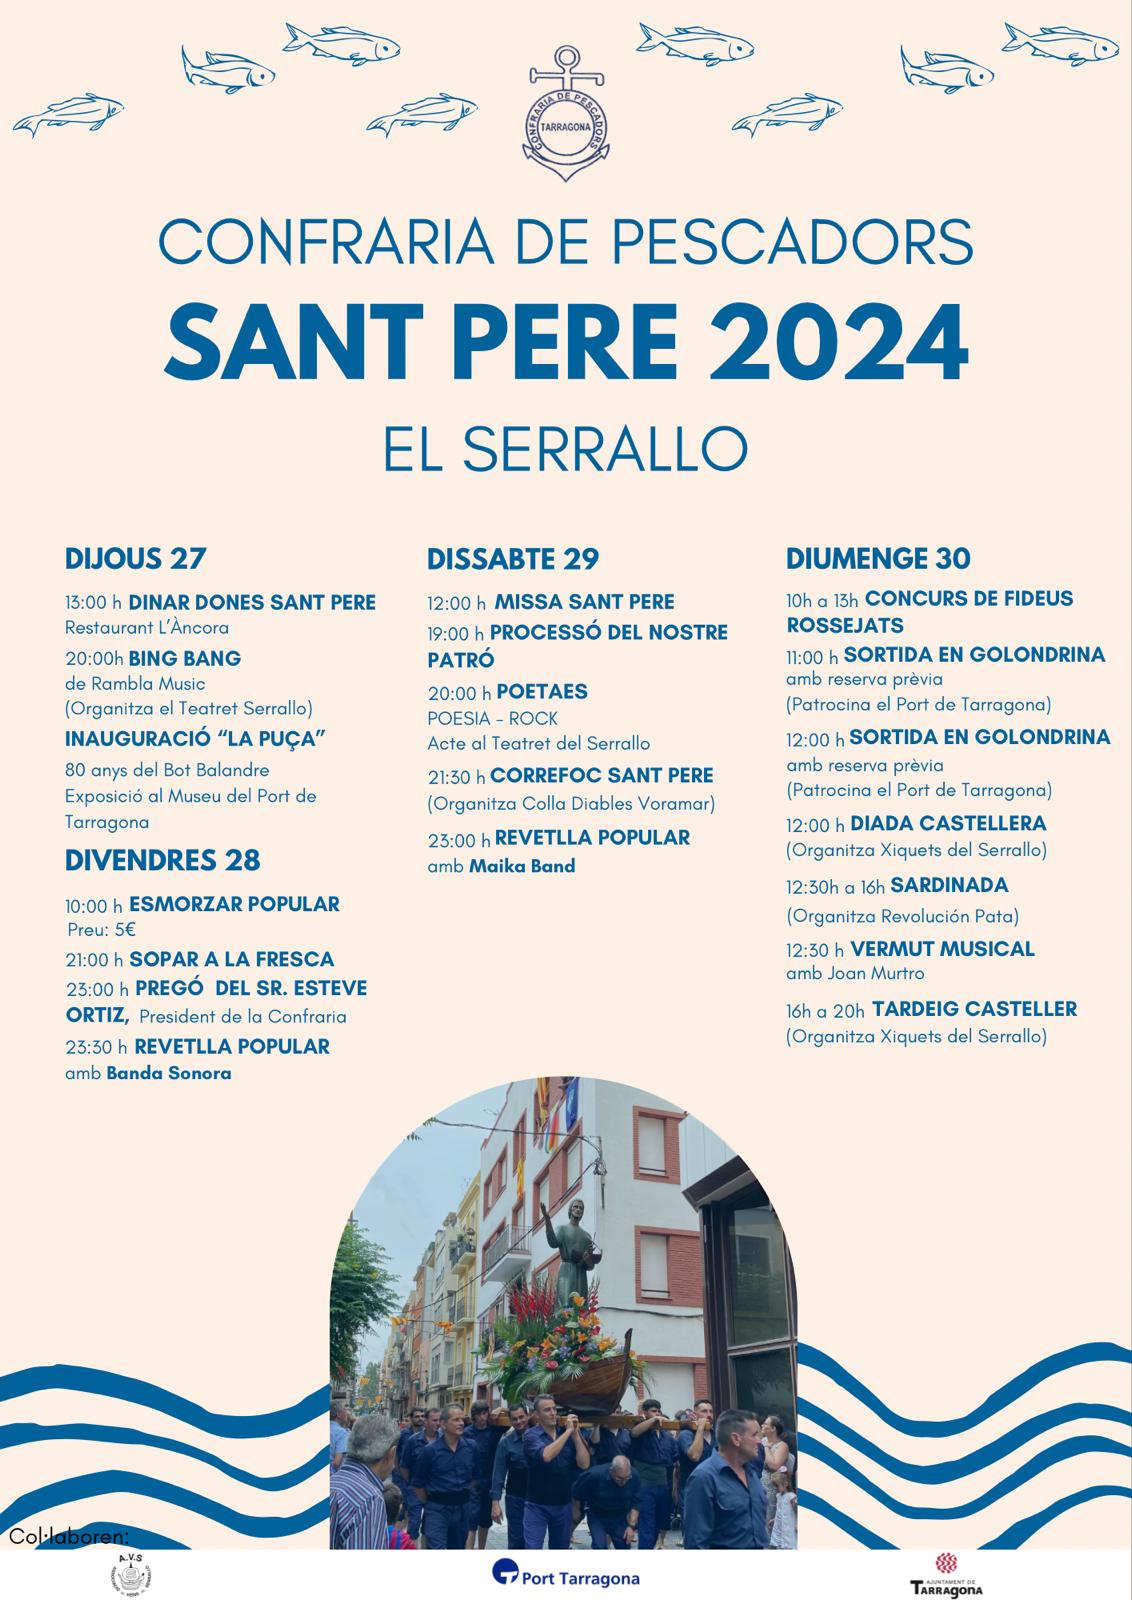 CONFRARIA DE PESCADORS
TARRAGONA
CONFRARIA DE PESCADORS
SANT PERE 2024
EL SERRALLO
DIJOUS 27
13:00 h DINAR DONES SANT PERE
Restaurant L'Àncora
20:00h BING BANG
de Rambla Music
(Organitza el Teatret Serrallo)
INAUGURACIÓ “LA PUÇA”
80 anys del Bot Balandre
Exposició al Museu del Port de
Tarragona
DIVENDRES 28
10:00 h ESMORZAR POPULAR
Preu: 5€
21:00 h SOPAR A LA FRESCA
23:00 h PREGÓ DEL SR. ESTEVE
ORTIZ, President de la Confraria
23:30 h REVETLLA POPULAR
amb Banda Sonora
DISSABTE 29
12:00 h MISSA SANT PERE
19:00 h PROCESSÓ DEL NOSTRE
PATRÓ
20:00 h POETAES
POESIA - ROCK
Acte al Teatret del Serrallo
21:30 h CORREFOC SANT PERE
(Organitza Colla Diables Voramar)
23:00 h REVETLLA POPULAR
amb Maika Band
DIUMENGE 30
10h a 13h CONCURS DE FIDEUS
ROSSEJATS
11:00 h SORTIDA EN GOLONDRINA
amb reserva prèvia
(Patrocina el Port de Tarragona)
12:00 h SORTIDA EN GOLONDRINA
amb reserva prèvia
(Patrocina el Port de Tarragona)
12:00 h DIADA CASTELLERA
(Organitza Xiquets del Serrallo)
12:30h a 16h SARDINADA
(Organitza Revolución Pata)
12:30 h VERMUT MUSICAL
amb Joan Murtro
16h a 20h TARDEIG CASTELLER
(Organitza Xiquets del Serrallo)
Col·laboren:
A.V.S
Port Tarragona
AJUNTAMENT DE
TARRAGONA